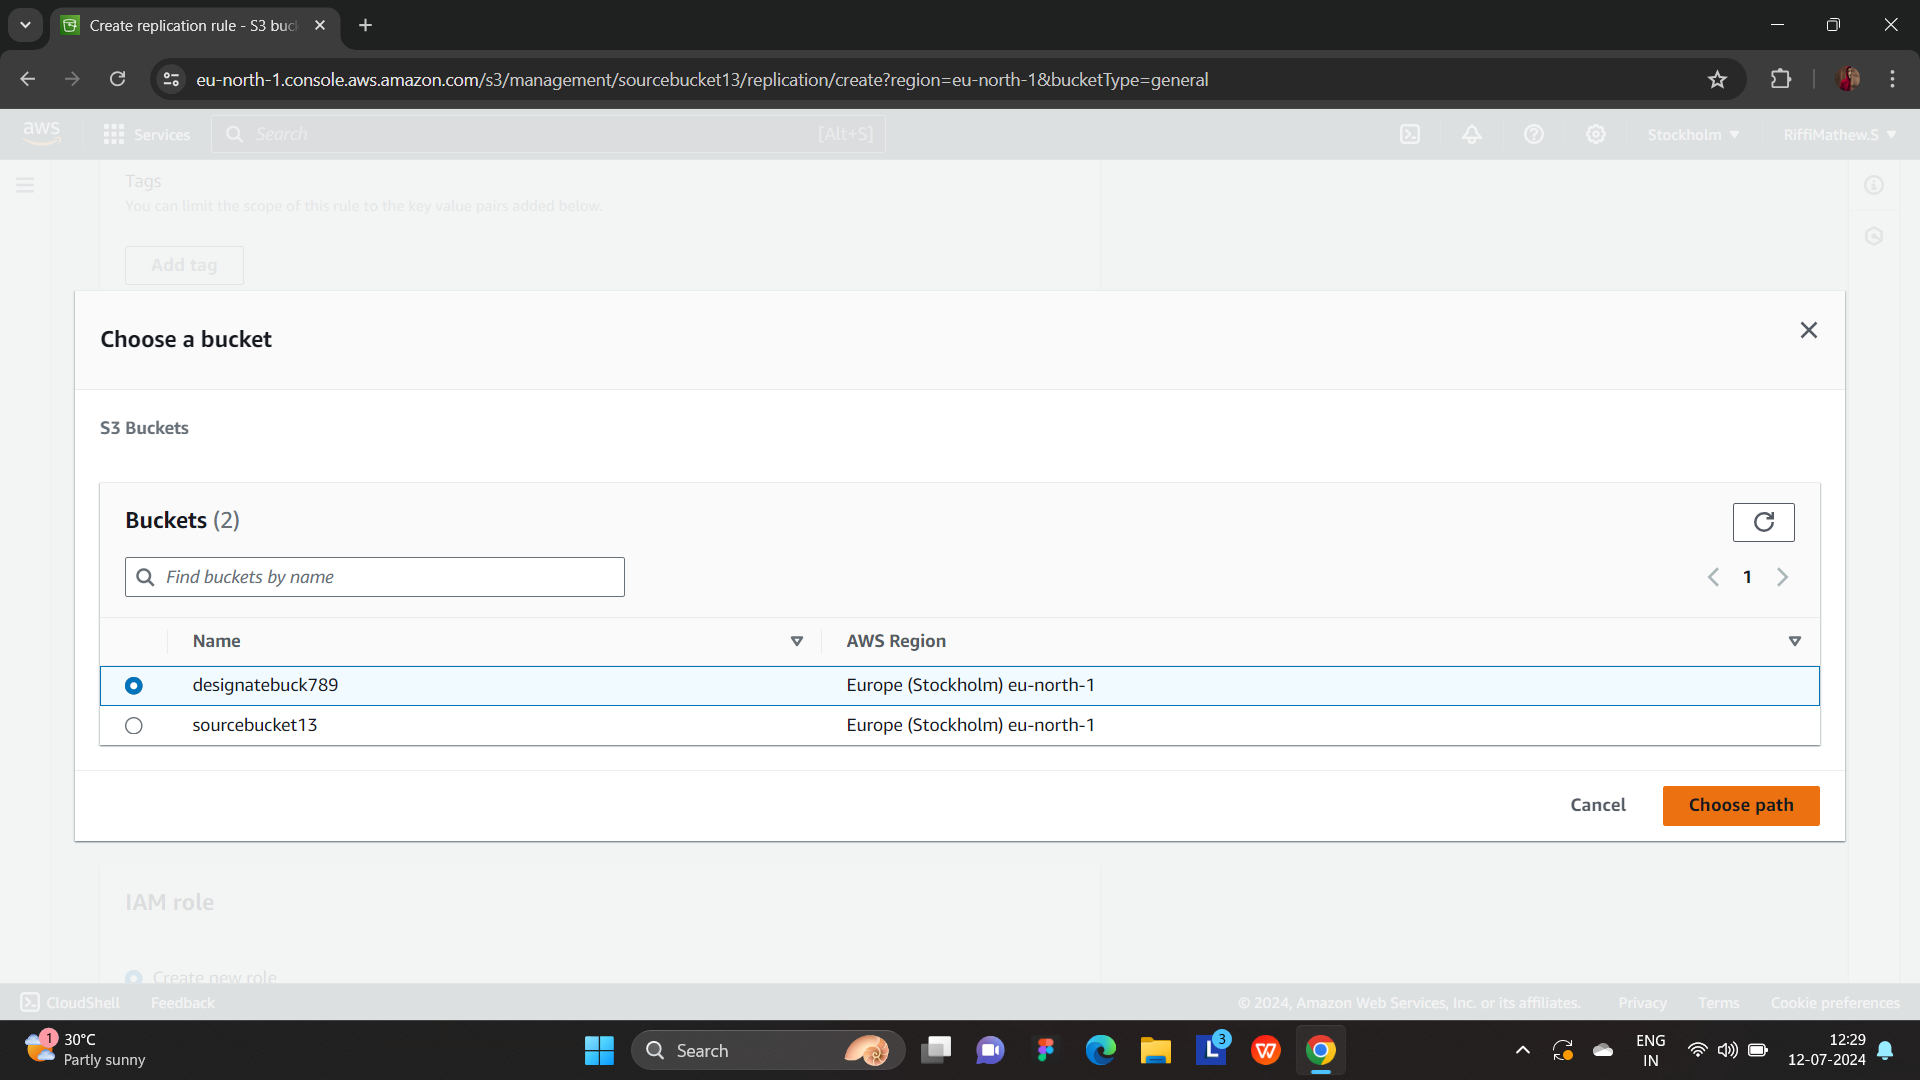 Create replication rule - S3 buc
eu-north-1.console.aws.amazon.com/s3/management/sourcebucket13/replication/create?region=eu-north-1&bucketType=general
aws
Services
Search
[Alt+S]
Stockholm
RiffiMathew.S
Tags
You can limit the scope of this rule to the key value pairs added below.
Add tag
Choose a bucket
S3 Buckets
Buckets (2)
Find buckets by name
1
Name
AWS Region
designatebuck789
Europe (Stockholm) eu-north-1
sourcebucket13
Europe (Stockholm) eu-north-1
Cancel
Choose path
IAM role
Create new role
CloudShell
Feedback
© 2024, Amazon Web Services, Inc. or its affiliates.
Privacy
Terms
Cookie preferences
1
30°C
Partly sunny
Search
L
3
W
ENG
IN
12:29
12-07-2024